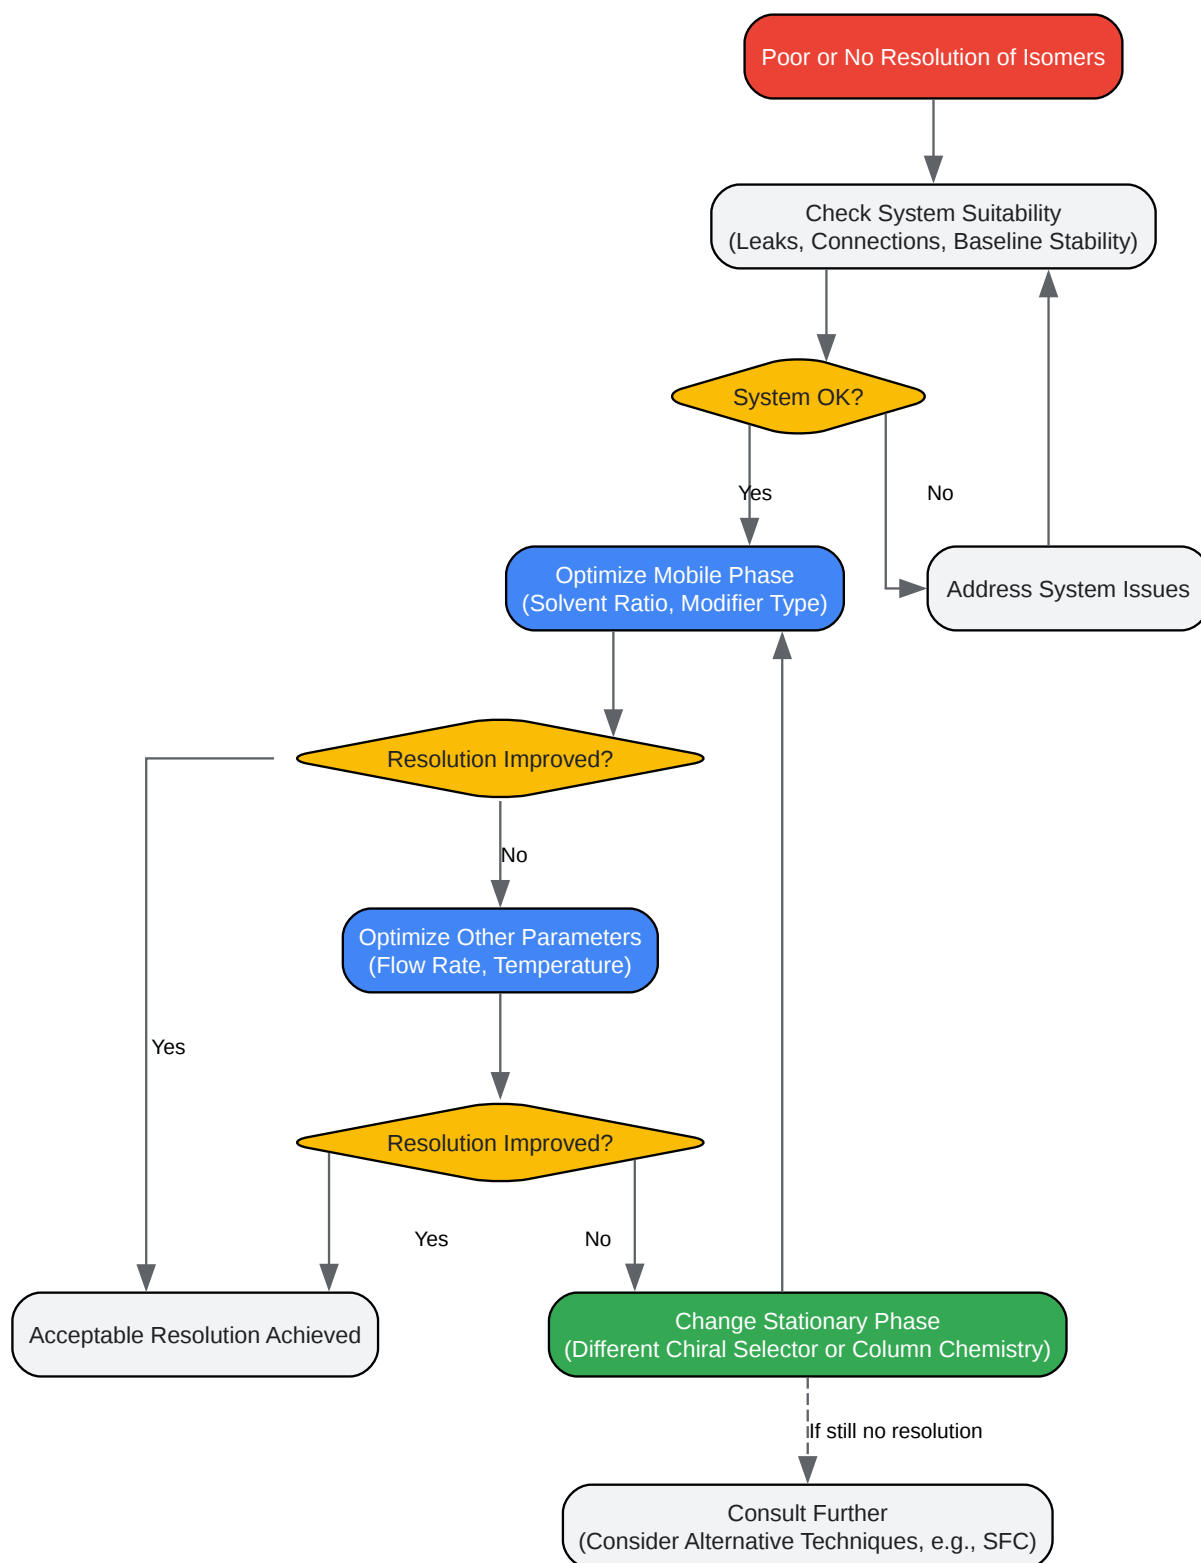 Poor or No Resolution of Isomers
Check System Suitability
(Leaks, Connections, Baseline Stability)
System OK?
Yes
No
Optimize Mobile Phase
(Solvent Ratio, Modifier Type)
Address System Issues
Resolution Improved?
No
Optimize Other Parameters
(Flow Rate, Temperature)
Yes
Resolution Improved?
Yes
No
Acceptable Resolution Achieved
Change Stationary Phase
(Different Chiral Selector or Column Chemistry)
If still no resolution
Consult Further
(Consider Alternative Techniques, e.g., SFC)